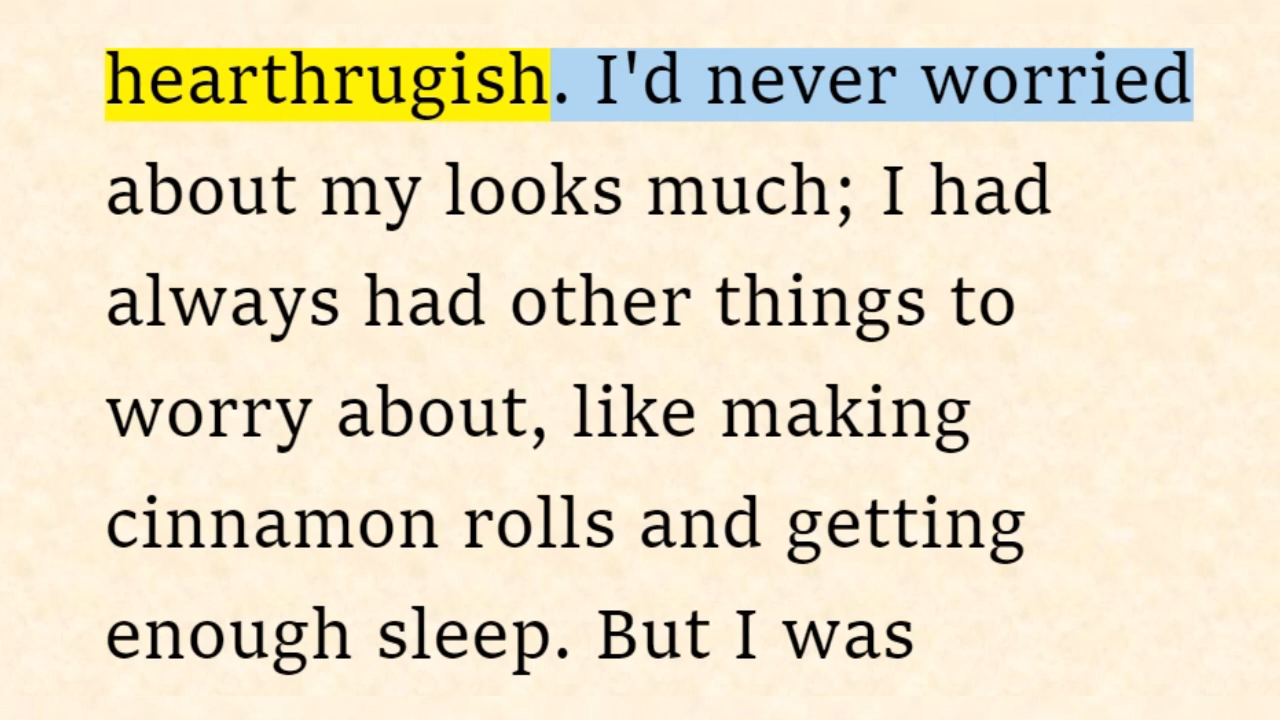 hearthrugish. I'd never worried
about my looks much; I had
always had other things to
worry about, like making
cinnamon rolls and getting
enough sleep. But I was